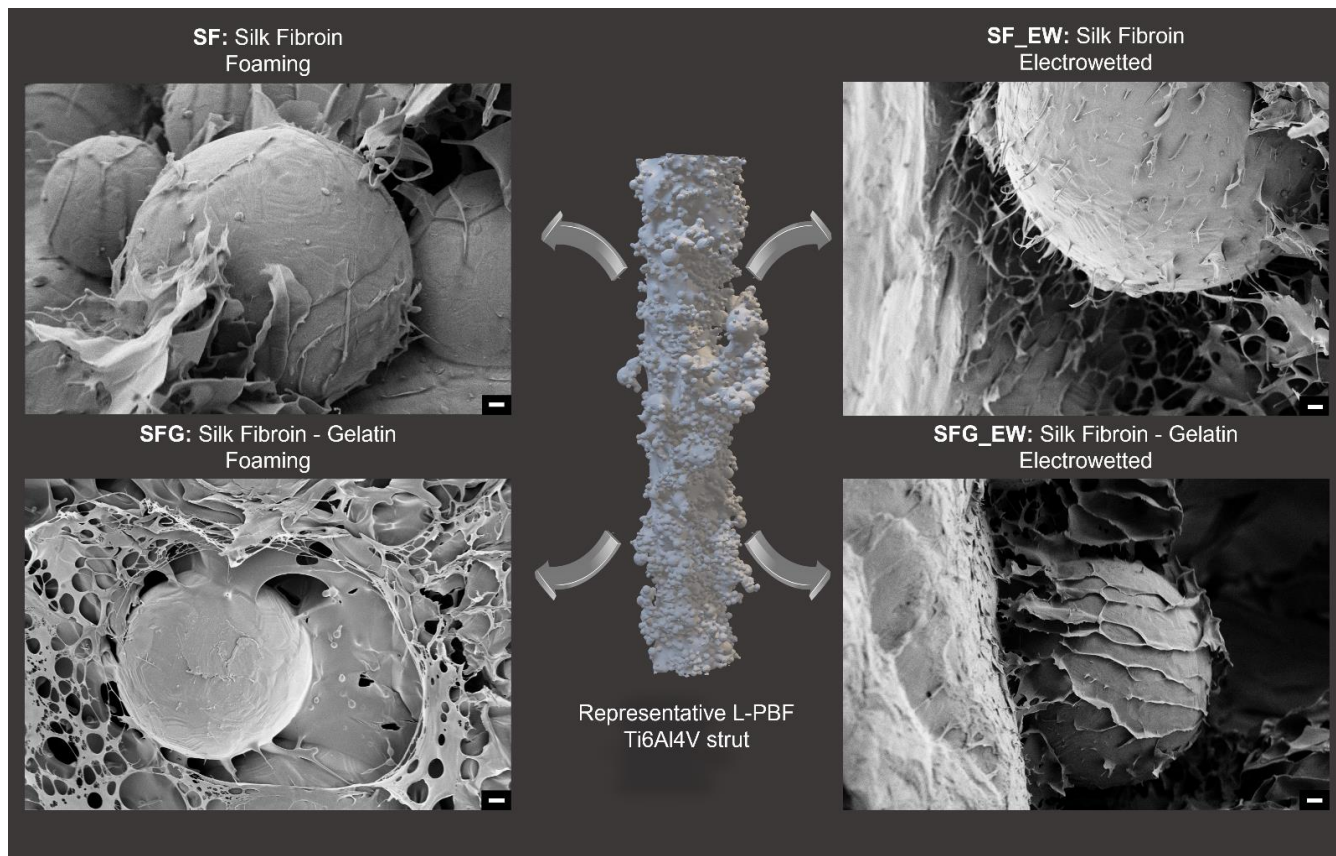 SF: Silk Fibroin
Foaming
SF_EW: Silk Fibroin
Electrowetted
SFG: Silk Fibroin - Gelatin
Foaming
SFG_EW: Silk Fibroin - Gelatin
Electrowetted
Representative L-PBF
Ti6Al4V strut